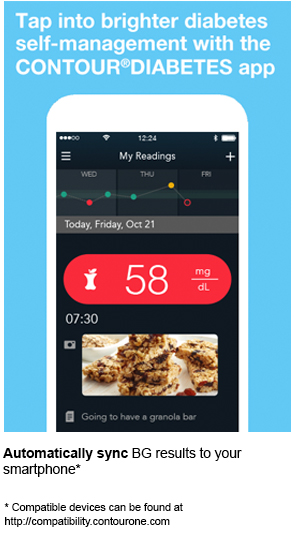 Tap into brighter diabetes
self-management with the
CONTOUR®DIABETES app
12:24
My Readings
WED THU FRI
Today, Friday, Oct 21
58 mg/dL
07:30
Going to have a granola bar
Automatically sync BG results to your
smartphone*
* Compatible devices can be found at
http://compatibility.contourone.com